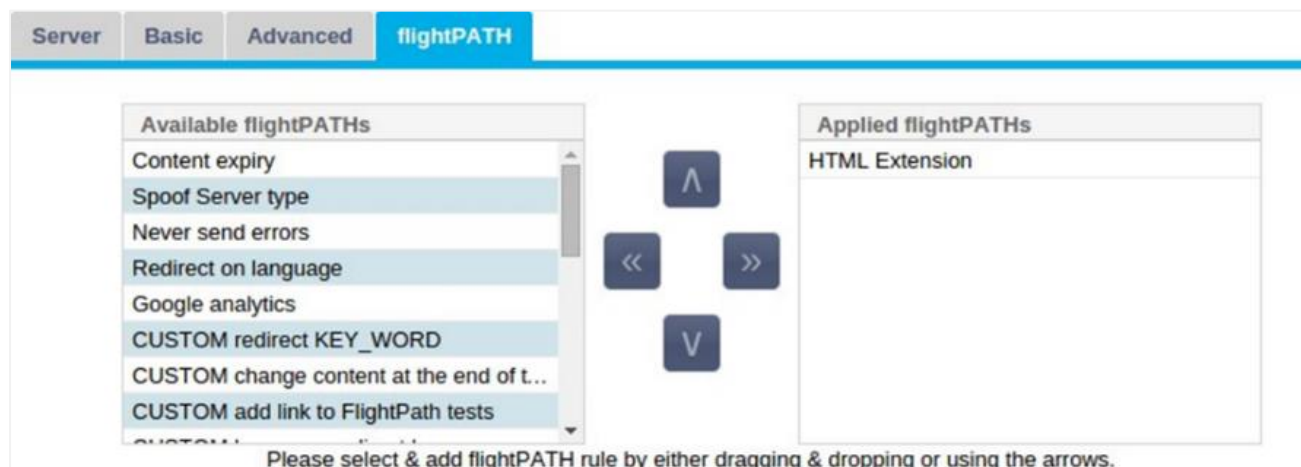 Server Basic Advanced flightPATH
Available flightPATHs
Content expiry
Spoof Server type
Never send errors
Redirect on language
Google analytics
CUSTOM redirect KEY_WORD
CUSTOM change content at the end of t...
CUSTOM add link to FlightPath tests
Applied flightPATHs
HTML Extension
Please select & add flightPATH rule by either dragging & dropping or using the arrows.